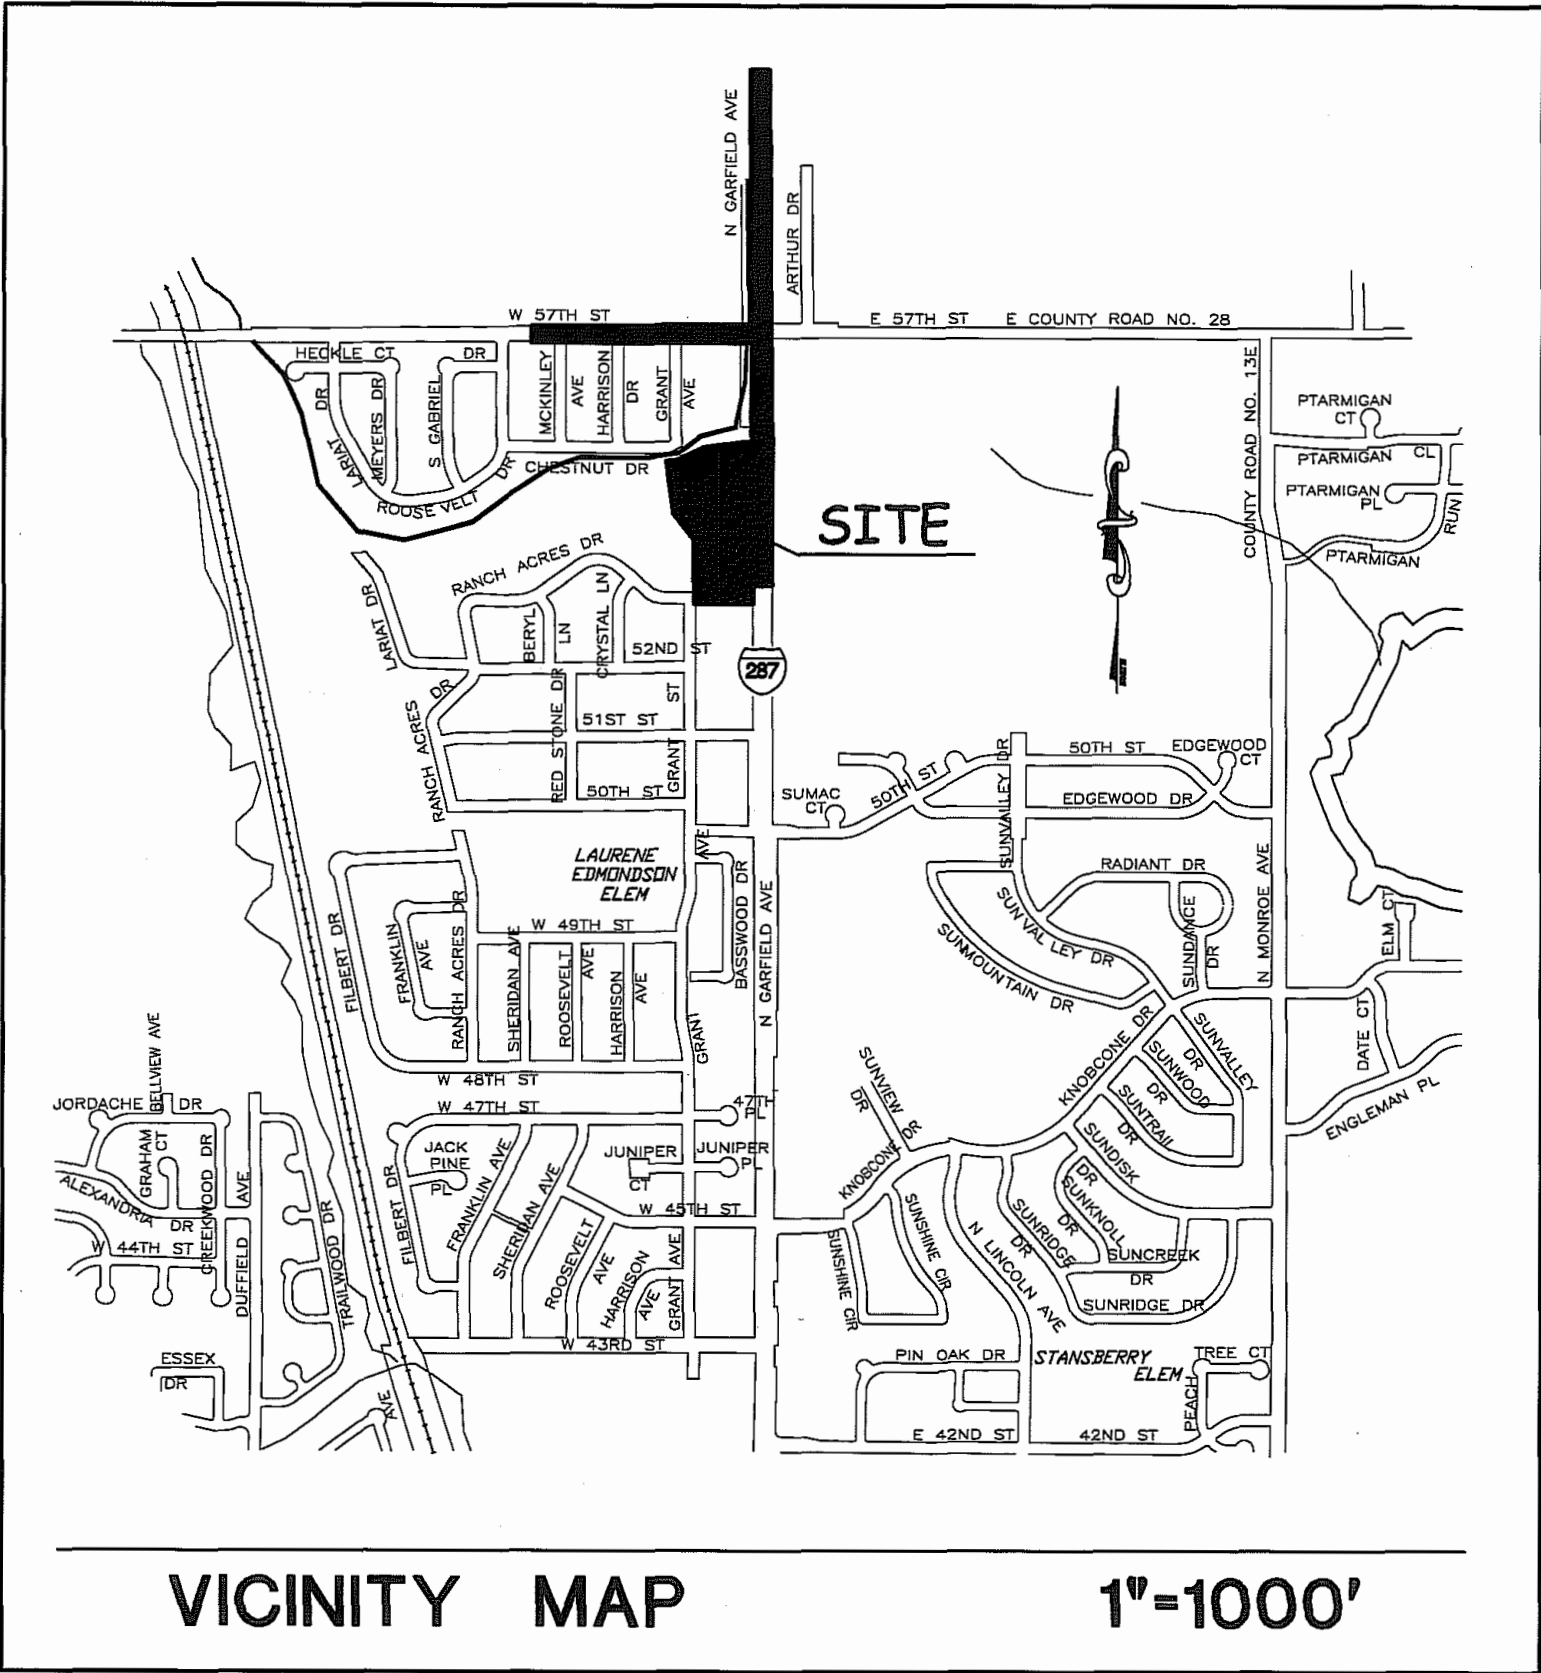 N GARFIELD AVE
ARTHUR DR
W 57TH ST
E 57TH ST
E COUNTY ROAD NO. 28
HECKLE CT
DR
DR
LARIAT
MEYERS DR
S GABRIEL
MCKINLEY
AVE
HARRISON
DR
GRANT
AVE
ROOSE VELT
DR
CHESTNUT DR
COUNTY ROAD NO. 13E
PTARMIGAN
CT
PTARMIGAN
CL
PTARMIGAN
PL
RUN
PTARMIGAN
SITE
RANCH ACRES DR
LARIAT DR
BERYL
LN
CRYSTAL LN
52ND ST
287
RANCH ACRES DR
RED STONE DR
51ST ST
GRANT
ST
50TH ST
SUMAC
CT
50TH ST
SUNVALLEY DR
50TH ST
EDGEWOOD
CT
EDGEWOOD DR
LAURENE
EDMONDSON
ELEM
AVE
BASSWOOD DR
N GARFIELD AVE
RADIANT DR
SUNVAL LEY DR
SUNMOUNTAIN DR
SUNDANCE
DR
N MONROE AVE
ELM CT
DATE CT
ENGLEMAN PL
FILBERT DR
FRANKLIN
AVE
RANCH ACRES
DR
SHERIDAN AVE
W 49TH ST
ROOSEVELT
AVE
HARRISON
AVE
GRANT
W 48TH ST
W 47TH ST
47TH
PL
KNOBCONE DR
SUNVALLEY
DR
SUNWOOD
DR
SUNTRAIL
DR
SUNDISK
DR
SUNVIEW
DR
KNOBCONE DR
BELLVIEW AVE
JORDACHE DR
GRAHAM
CT
CREEKWOOD DR
DUFFIELD AVE
ALEXANDRIA DR
W 44TH ST
TRAILWOOD DR
ESSEX
DR
AVE
FILBERT DR
JACK
PINE
PL
FRANKLIN AVE
SHERIDAN AVE
JUNIPER
CT
JUNIPER
PL
W 45TH ST
ROOSEVELT
AVE
HARRISON
AVE
GRANT AVE
W 43RD ST
SUNSHINE CIR
SUNSHINE CIR
N LINCOLN AVE
SUNRIDGE
DR
SUNKNOLL
DR
SUNCREEK
DR
SUNRIDGE DR
PIN OAK DR
STANSBERRY
ELEM
TREE CT
PEACH
E 42ND ST
42ND ST
VICINITY MAP
1"=1000'